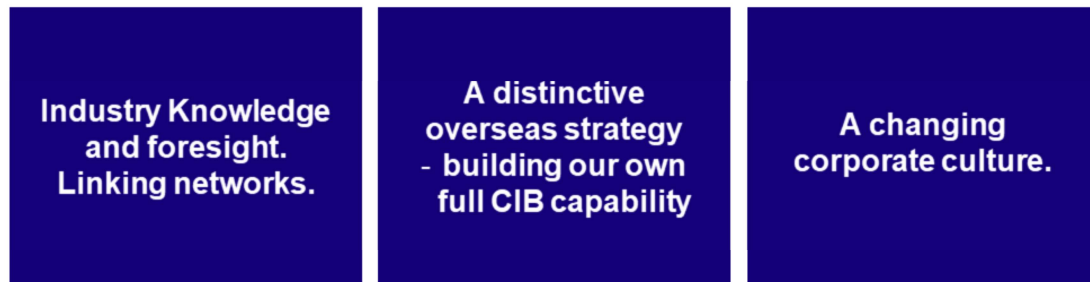 Industry Knowledge
and foresight.
Linking networks.
A distinctive
overseas strategy
- building our own
full CIB capability
A changing
corporate culture.